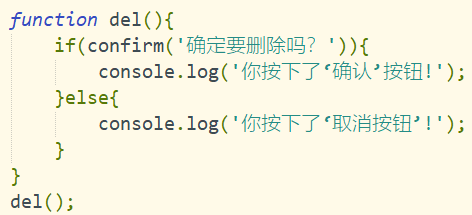 function del(){
    if(confirm('确定要删除吗？')){
        console.log('你按下了‘确认’按钮!');
    }else{
        console.log('你按下了‘取消按钮’!');
    }
}
del();